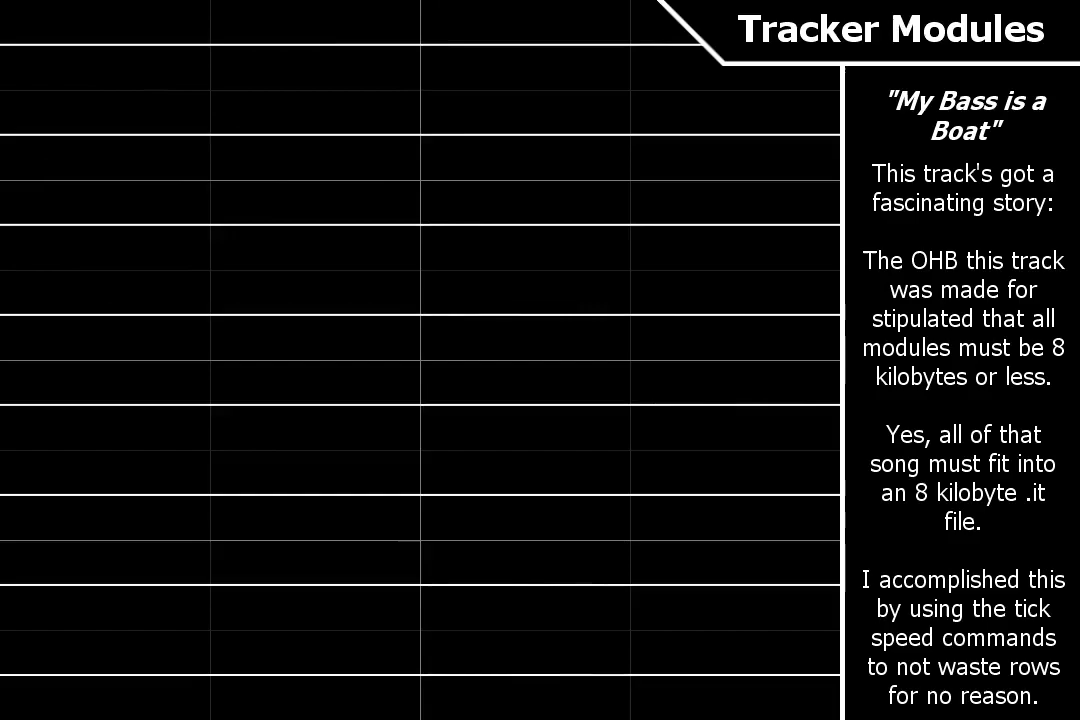 Tracker Modules
"My Bass is a
Boat"
This track's got a
fascinating story:
The OHB this track
was made for
stipulated that all
modules must be 8
kilobytes or less.
Yes, all of that
song must fit into
an 8 kilobyte .it
file.
I accomplished this
by using the tick
speed commands
to not waste rows
for no reason.